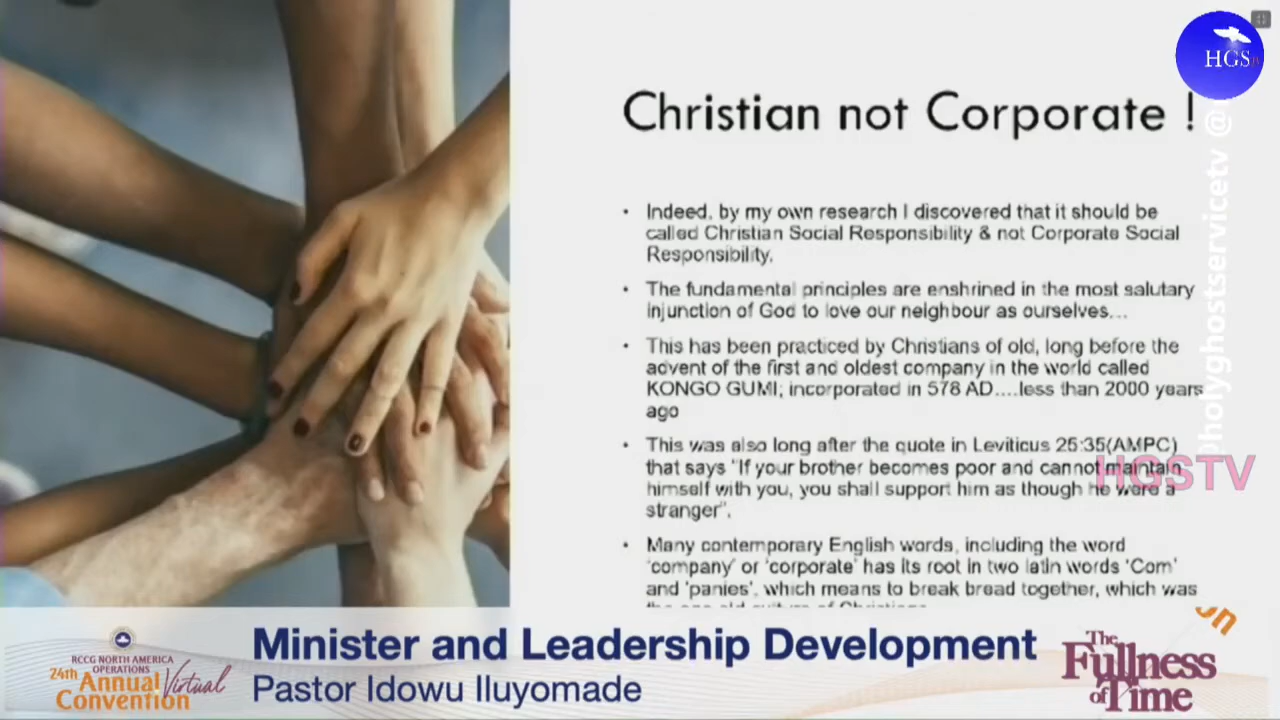 HGS
Christian not Corporate !
@holyghostservicetv
• Indeed, by my own research I discovered that it should be
called Christian Social Responsibility & not Corporate Social
Responsibility.
• The fundamental principles are enshrined in the most salutary
injunction of God to love our neighbour as ourselves...
• This has been practiced by Christians of old, long before the
advent of the first and oldest company in the world called
KONGO GUMI; incorporated in 578 AD....less than 2000 years
ago
• This was also long after the quote in Leviticus 25:35(AMPC)
that says "If your brother becomes poor and cannot maintain
himself with you, you shall support him as though he were a
stranger".
HGSTV
• Many contemporary English words, including the word
'company' or 'corporate' has its root in two latin words 'Com'
and 'panies', which means to break bread together, which was
Minister and Leadership Development
Pastor Idowu Iluyomade
RCCG NORTH AMERICA
OPERATIONS
24th Annual Virtual
Convention
The
Fullness
of Time